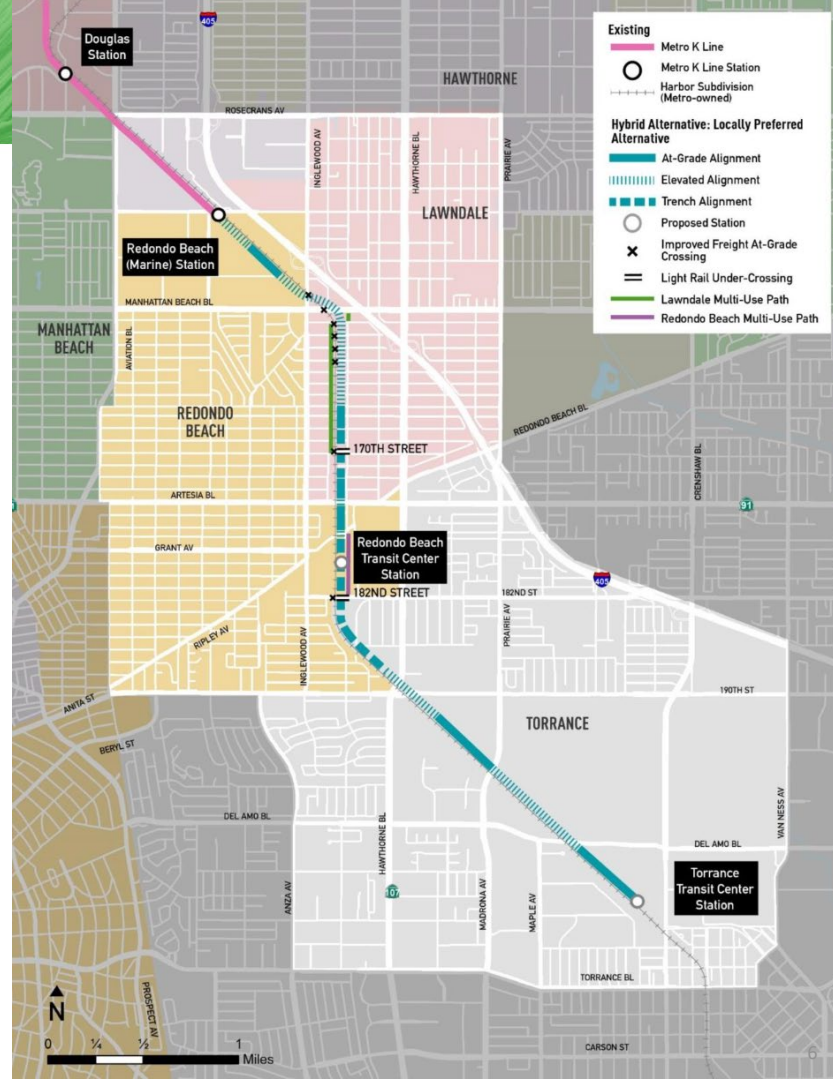 Existing
Metro K Line
Metro K Line Station
Harbor Subdivision
(Metro-owned)
Hybrid Alternative: Locally Preferred
Alternative
At-Grade Alignment
Elevated Alignment
Trench Alignment
Proposed Station
Improved Freight At-Grade
Crossing
Light Rail Under-Crossing
Lawndale Multi-Use Path
Redondo Beach Multi-Use Path
405
Douglas
Station
HAWTHORNE
ROSECRANS AV
INGLEWOOD AV
HAWTHORNE BL
PRAIRIE AV
LAWNDALE
Redondo Beach
(Marine) Station
MANHATTAN BEACH BL
MANHATTAN
BEACH
AVIATION BL
REDONDO
BEACH
REDONDO BEACH BL
CRENSHAW BL
170TH STREET
ARTESIA BL
91
GRANT AV
Redondo Beach
Transit Center
Station
405
182ND STREET
182ND ST
PRAIRIE AV
RIPLEY AV
INGLEWOOD AV
ANITA ST
190TH ST
BERYL ST
TORRANCE
DEL AMO BL
HAWTHORNE BL
VAN NESS AV
DEL AMO BL
ANZA AV
107
MADRONA AV
MAPLE AV
Torrance
Transit Center
Station
TORRANCE BL
PROSPECT AV
N
CARSON ST
0 ¼ ½ 1
Miles
6